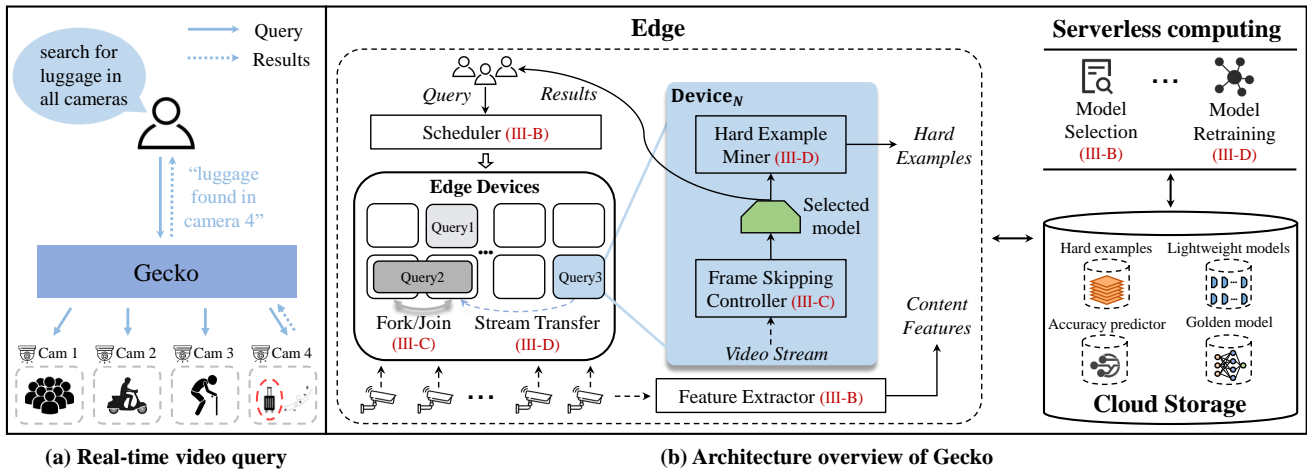 Query
Results
search for
luggage in
all cameras
“luggage
found in
camera 4”
Gecko
Cam 1
Cam 2
Cam 3
Cam 4
(a) Real-time video query
Edge
Query
Results
Scheduler (III-B)
Edge Devices
Query1
...
Query2
Query3
Fork/Join
(III-C)
Stream Transfer
(III-D)
...
DeviceN
Hard Example
Miner (III-D)
Selected
model
Frame Skipping
Controller (III-C)
Video Stream
Hard
Examples
Content
Features
Feature Extractor (III-B)
Serverless computing
...
Model
Selection
(III-B)
Model
Retraining
(III-D)
Hard examples
Lightweight models
Accuracy predictor
Golden model
Cloud Storage
(b) Architecture overview of Gecko